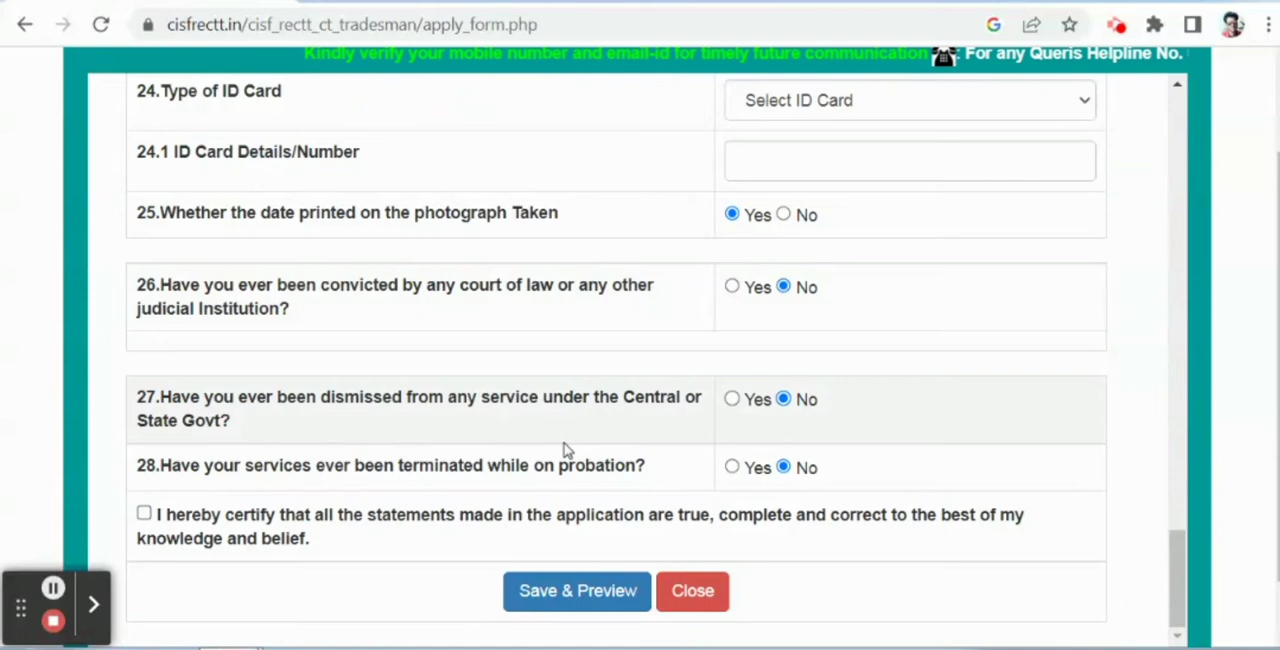 cisfrectt.in/cisf_rectt_ct_tradesman/apply_form.php
Kindly verify your mobile number and email-id for timely future communication : For any Queris Helpline No.
24.Type of ID Card
Select ID Card
24.1 ID Card Details/Number
25.Whether the date printed on the photograph Taken
Yes No
26.Have you ever been convicted by any court of law or any other
judicial Institution?
Yes No
27.Have you ever been dismissed from any service under the Central or
State Govt?
Yes No
28.Have your services ever been terminated while on probation?
Yes No
I hereby certify that all the statements made in the application are true, complete and correct to the best of my
knowledge and belief.
Save & Preview Close